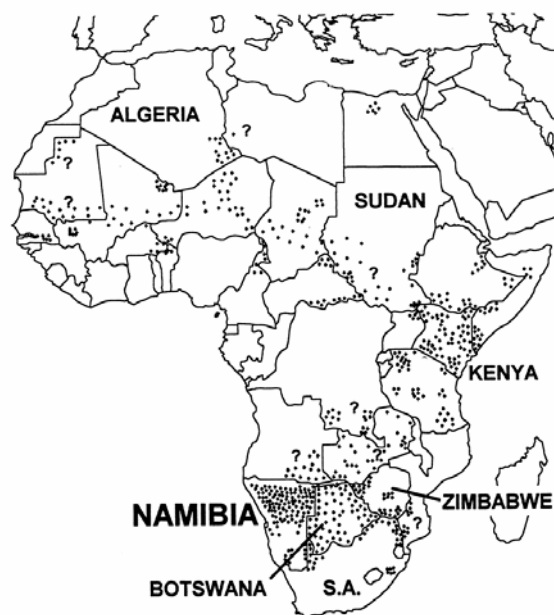 ALGERIA
?
?
?
SUDAN
?
KENYA
?
?
?
NAMIBIA
ZIMBABWE
?
BOTSWANA
S.A.